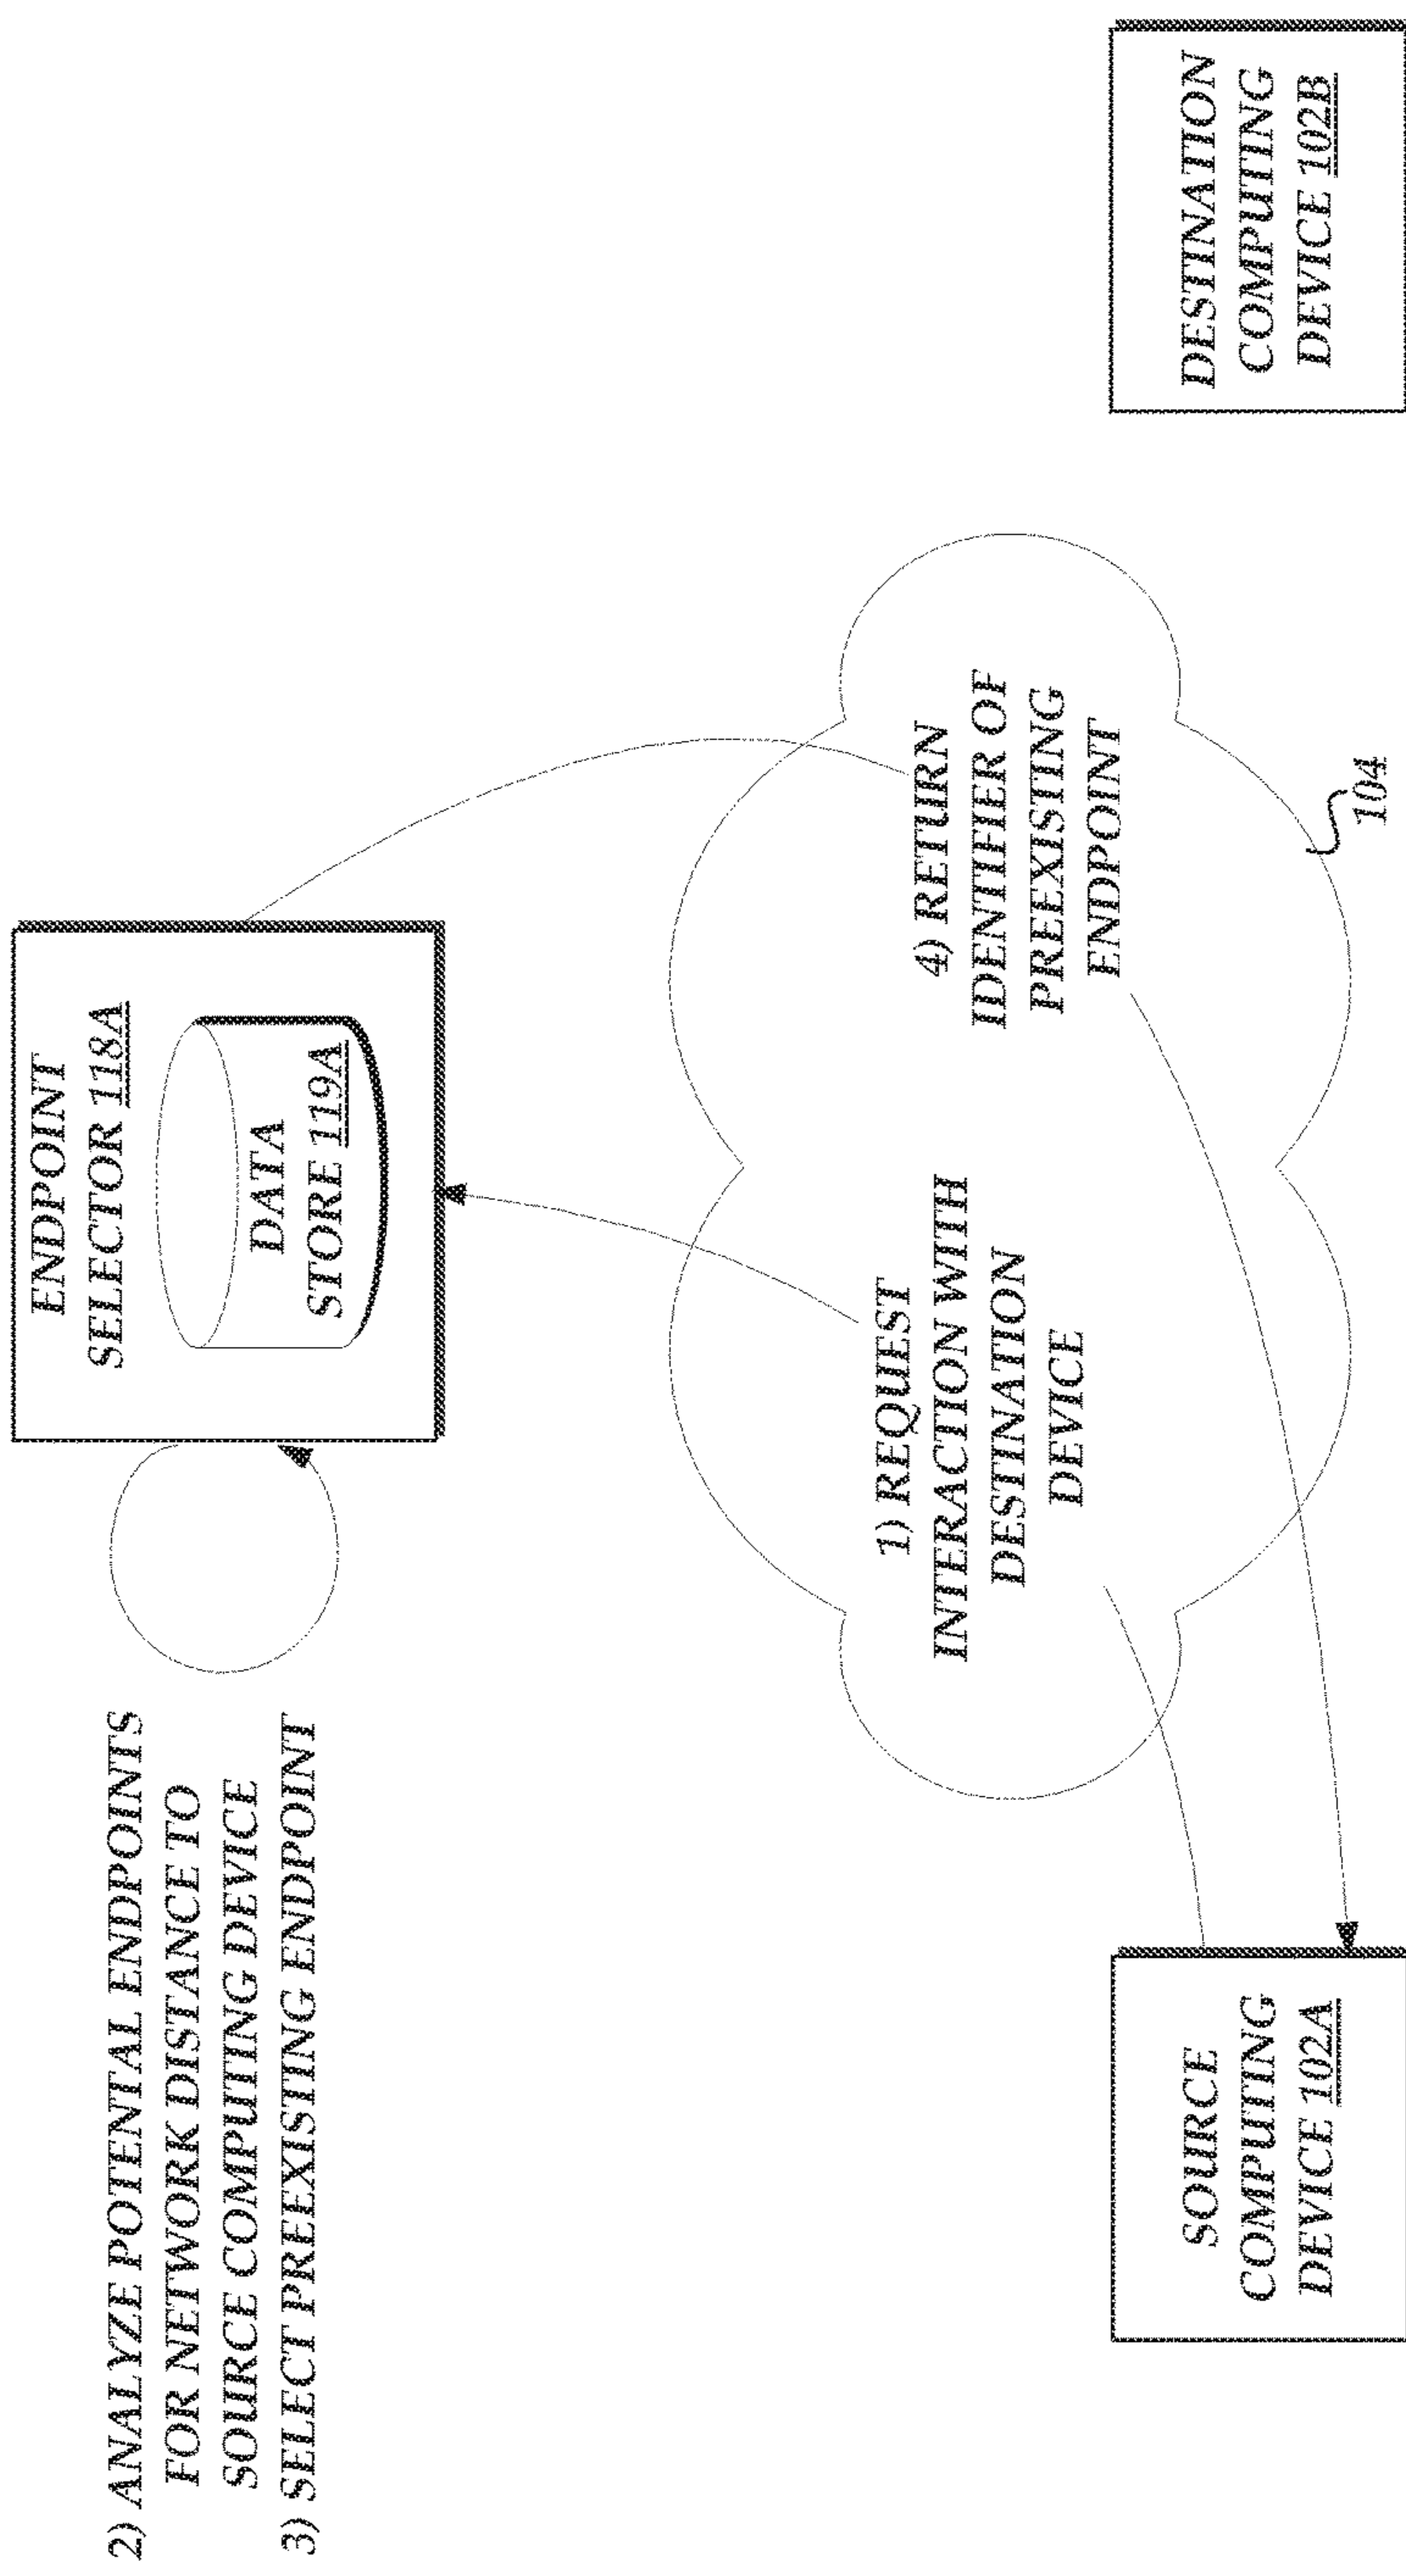 ENDPOINT
SELECTOR 118A
DATA
STORE 119A
2) ANALYZE POTENTIAL ENDPOINTS
FOR NETWORK DISTANCE TO
SOURCE COMPUTING DEVICE
3) SELECT PREEXISTING ENDPOINT
1) REQUEST
INTERACTION WITH
DESTINATION
DEVICE
4) RETURN
IDENTIFIER OF
PREEXISTING
ENDPOINT
104
SOURCE
COMPUTING
DEVICE 102A
DESTINATION
COMPUTING
DEVICE 102B